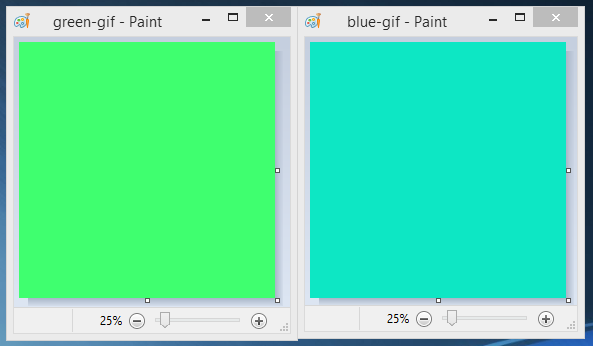 green-gif - Paint
blue-gif - Paint
25%
25%